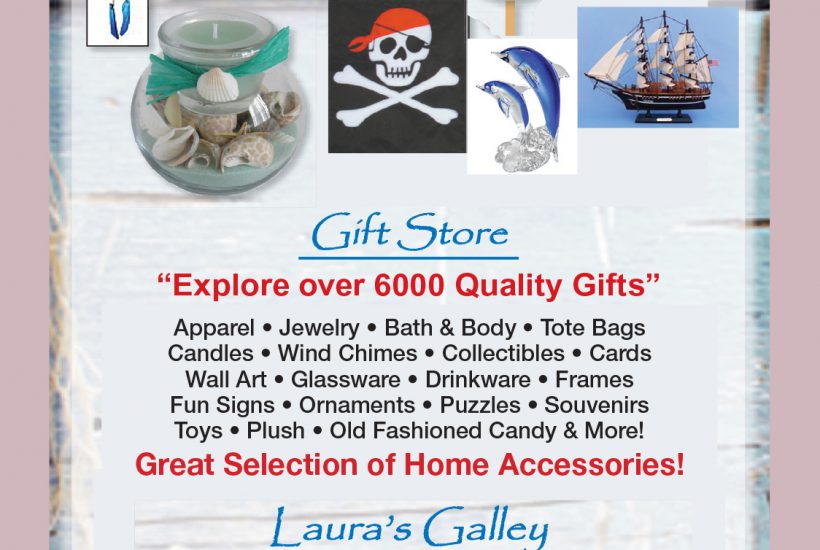 Gift Store
“Explore over 6000 Quality Gifts”
Apparel • Jewelry • Bath & Body • Tote Bags
Candles • Wind Chimes • Collectibles • Cards
Wall Art • Glassware • Drinkware • Frames
Fun Signs • Ornaments • Puzzles • Souvenirs
Toys • Plush • Old Fashioned Candy & More!
Great Selection of Home Accessories!
Laura’s Galley